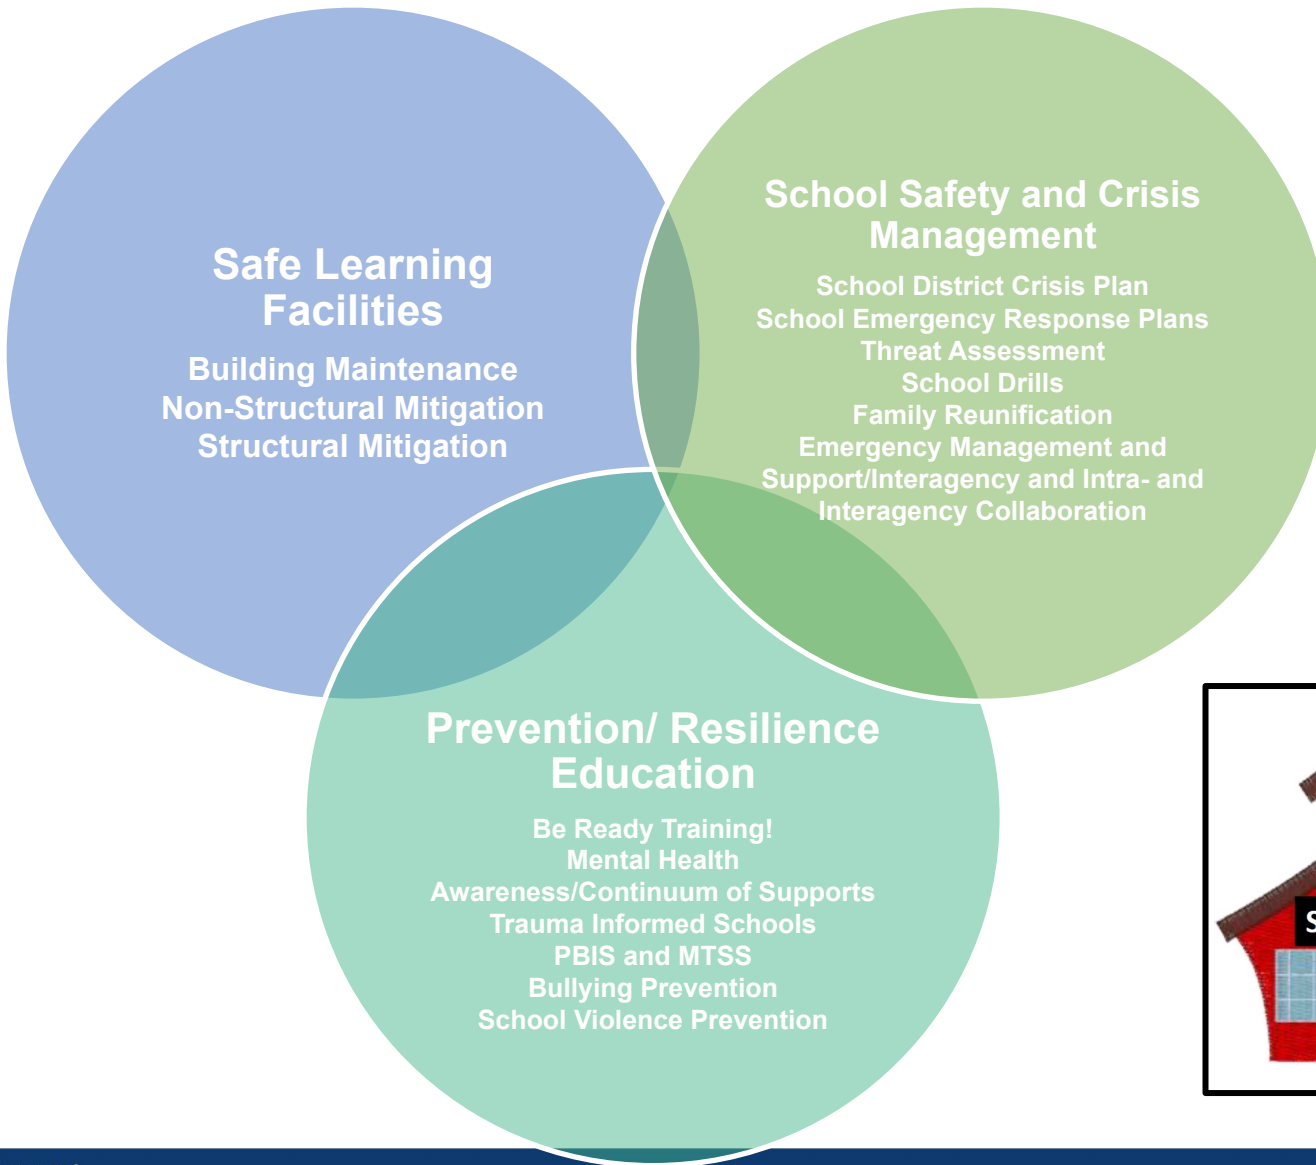 Safe Learning
Facilities
Building Maintenance
Non-Structural Mitigation
Structural Mitigation
School Safety and Crisis
Management
School District Crisis Plan
School Emergency Response Plans
Threat Assessment
School Drills
Family Reunification
Emergency Management and
Support/Interagency and Intra- and
Interagency Collaboration
Prevention/ Resilience
Education
Be Ready Training!
Mental Health
Awareness/Continuum of Supports
Trauma Informed Schools
PBIS and MTSS
Bullying Prevention
School Violence Prevention